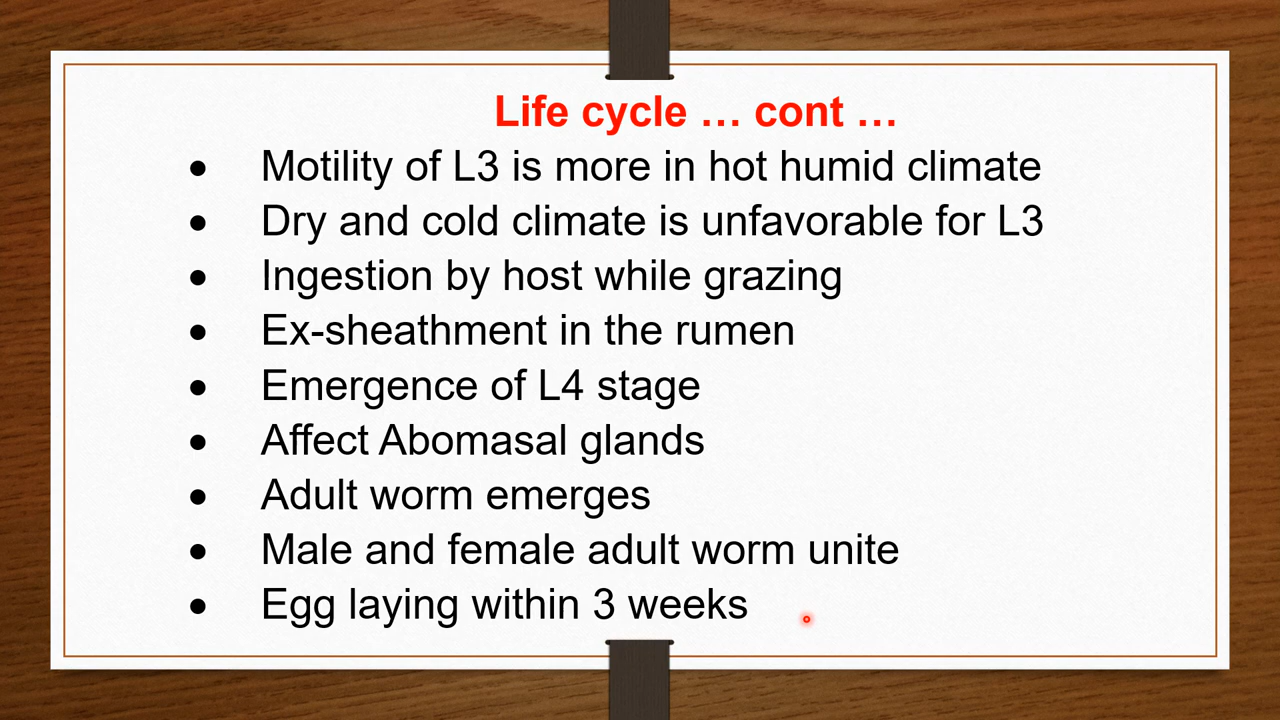 Life cycle … cont …
• Motility of L3 is more in hot humid climate
• Dry and cold climate is unfavorable for L3
• Ingestion by host while grazing
• Ex-sheathment in the rumen
• Emergence of L4 stage
• Affect Abomasal glands
• Adult worm emerges
• Male and female adult worm unite
• Egg laying within 3 weeks